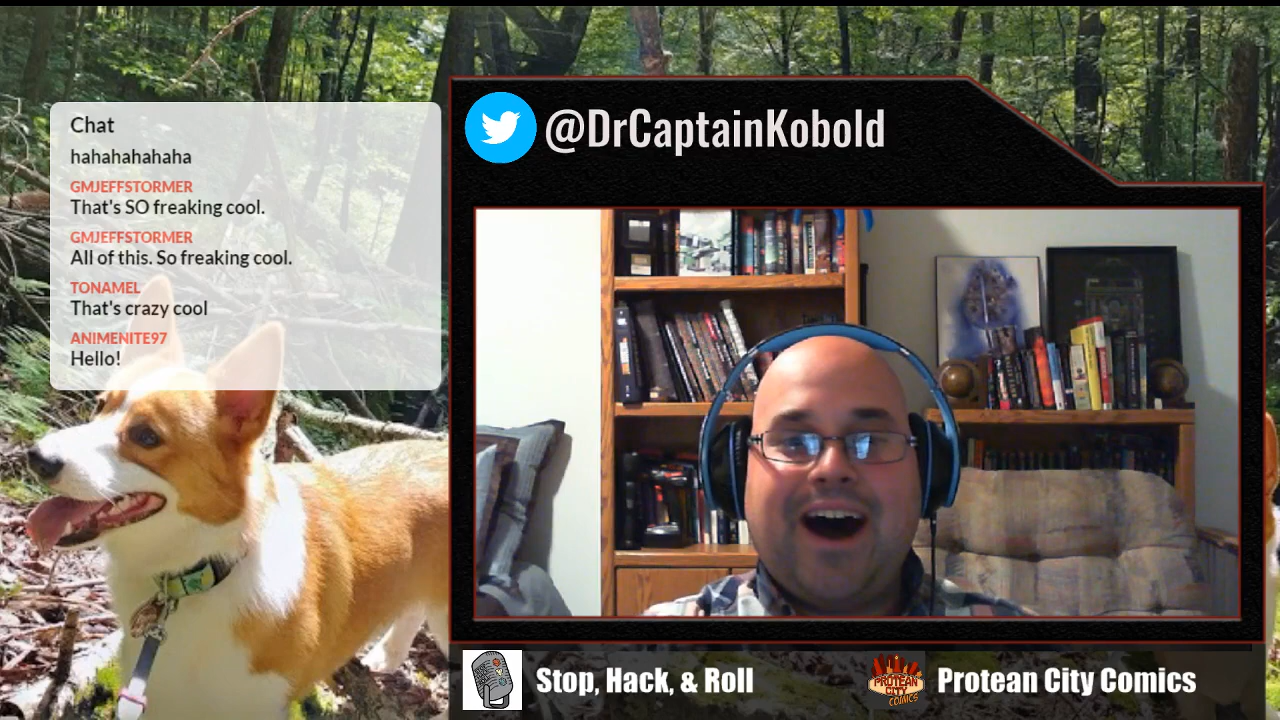 Chat
hahahahahaha
GMJEFFSTORMER
That's SO freaking cool.
GMJEFFSTORMER
All of this. So freaking cool.
TONAMEL
That's crazy cool
ANIMENITE97
Hello!
@DrCaptainKobold
Stop, Hack, & Roll
PROTEAN
CITY
COMICS
Protean City Comics